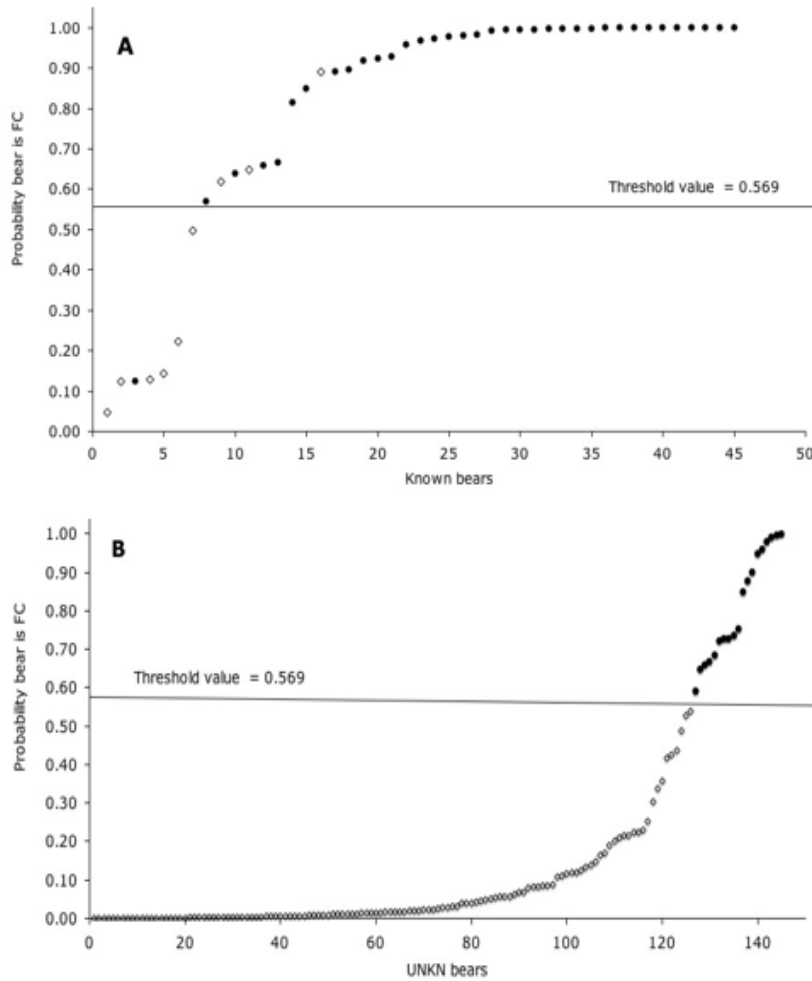 A
1.00
0.90
0.80
0.70
0.60
0.50
0.40
0.30
0.20
0.10
0.00
Probability bear is FC
Threshold value = 0.569
0 5 10 15 20 25 30 35 40 45 50
Known bears
B
1.00
0.90
0.80
0.70
0.60
0.50
0.40
0.30
0.20
0.10
0.00
Probability bear is FC
Threshold value = 0.569
0 20 40 60 80 100 120 140
UNKN bears